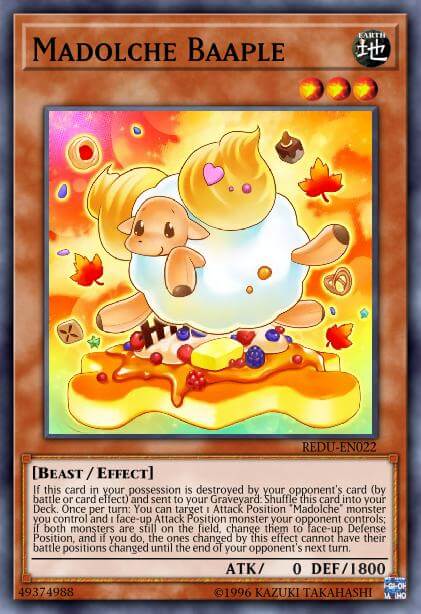 MADOLCHE BAAPLE
EARTH
地
REDU-EN022
[BEAST / EFFECT]
If this card in your possession is destroyed by your opponent's card (by
battle or card effect) and sent to your Graveyard: Shuffle this card into your
Deck. Once per turn: You can target 1 Attack Position "Madolche" monster
you control and 1 face-up Attack Position monster your opponent controls;
if both monsters are still on the field, change them to face-up Defense
Position, and if you do, the ones changed by this effect cannot have their
battle positions changed until the end of your opponent's next turn.
ATK/ 0 DEF/1800
49374988
©1996 KAZUKI TAKAHASHI